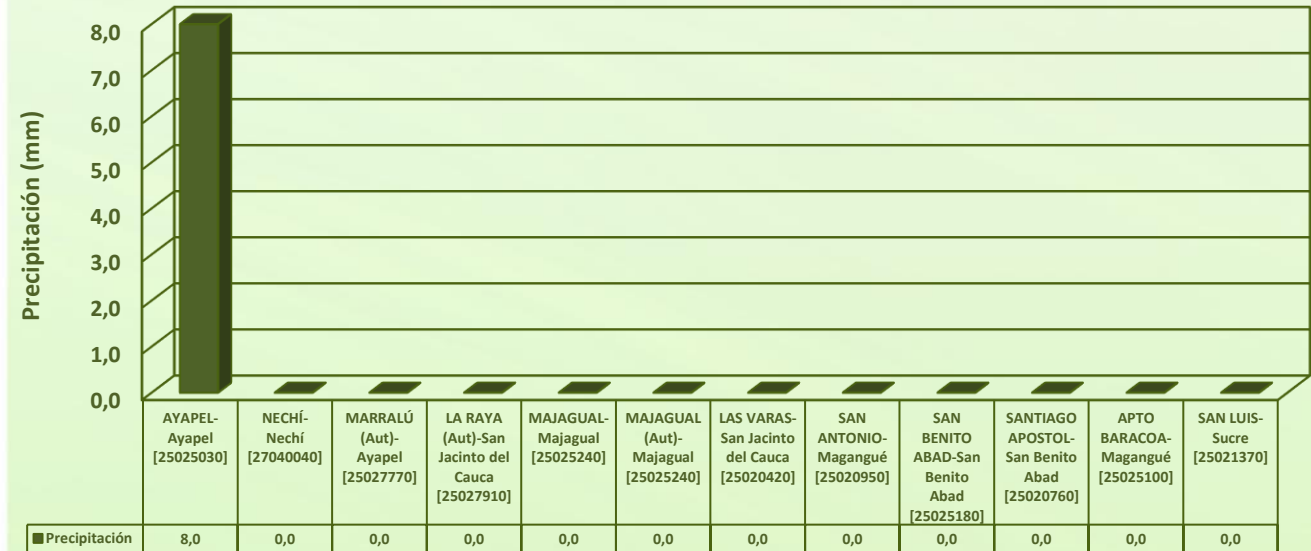 Precipitación (mm)
8,0
7,0
6,0
5,0
4,0
3,0
2,0
1,0
0,0
AYAPEL-
Ayapel
[25025030]
NECHÍ-
Nechí
[27040040]
MARRALÚ
(Aut)-
Ayapel
[25027770]
LA RAYA
(Aut)-San
Jacinto del
Cauca
[25027910]
MAJAGUAL-
Majagual
[25025240]
MAJAGUAL
(Aut)-
Majagual
[25025240]
LAS VARAS-
San Jacinto
del Cauca
[25020420]
SAN
ANTONIO-
Magangué
[25020950]
SAN
BENITO
ABAD-San
Benito
Abad
[25025180]
SANTIAGO
APOSTOL-
San Benito
Abad
[25020760]
APTO
BARACOA-
Magangué
[25025100]
SAN LUIS-
Sucre
[25021370]
Precipitación 8,0 0,0 0,0 0,0 0,0 0,0 0,0 0,0 0,0 0,0 0,0 0,0